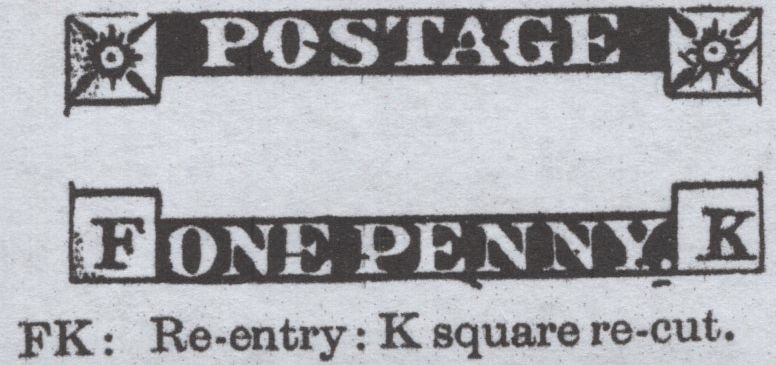 POSTAGE
F ONE PENNY. K
FK: Re-entry: K square re-cut.